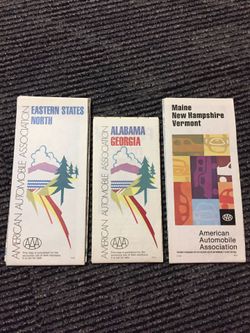 EASTERN STATES
NORTH
AMERICAN AUTOMOBILE ASSOCIATION
AAA
ALABAMA
GEORGIA
AMERICAN AUTOMOBILE ASSOCIATION
AAA
Maine
New Hampshire
Vermont
American
Automobile
Association